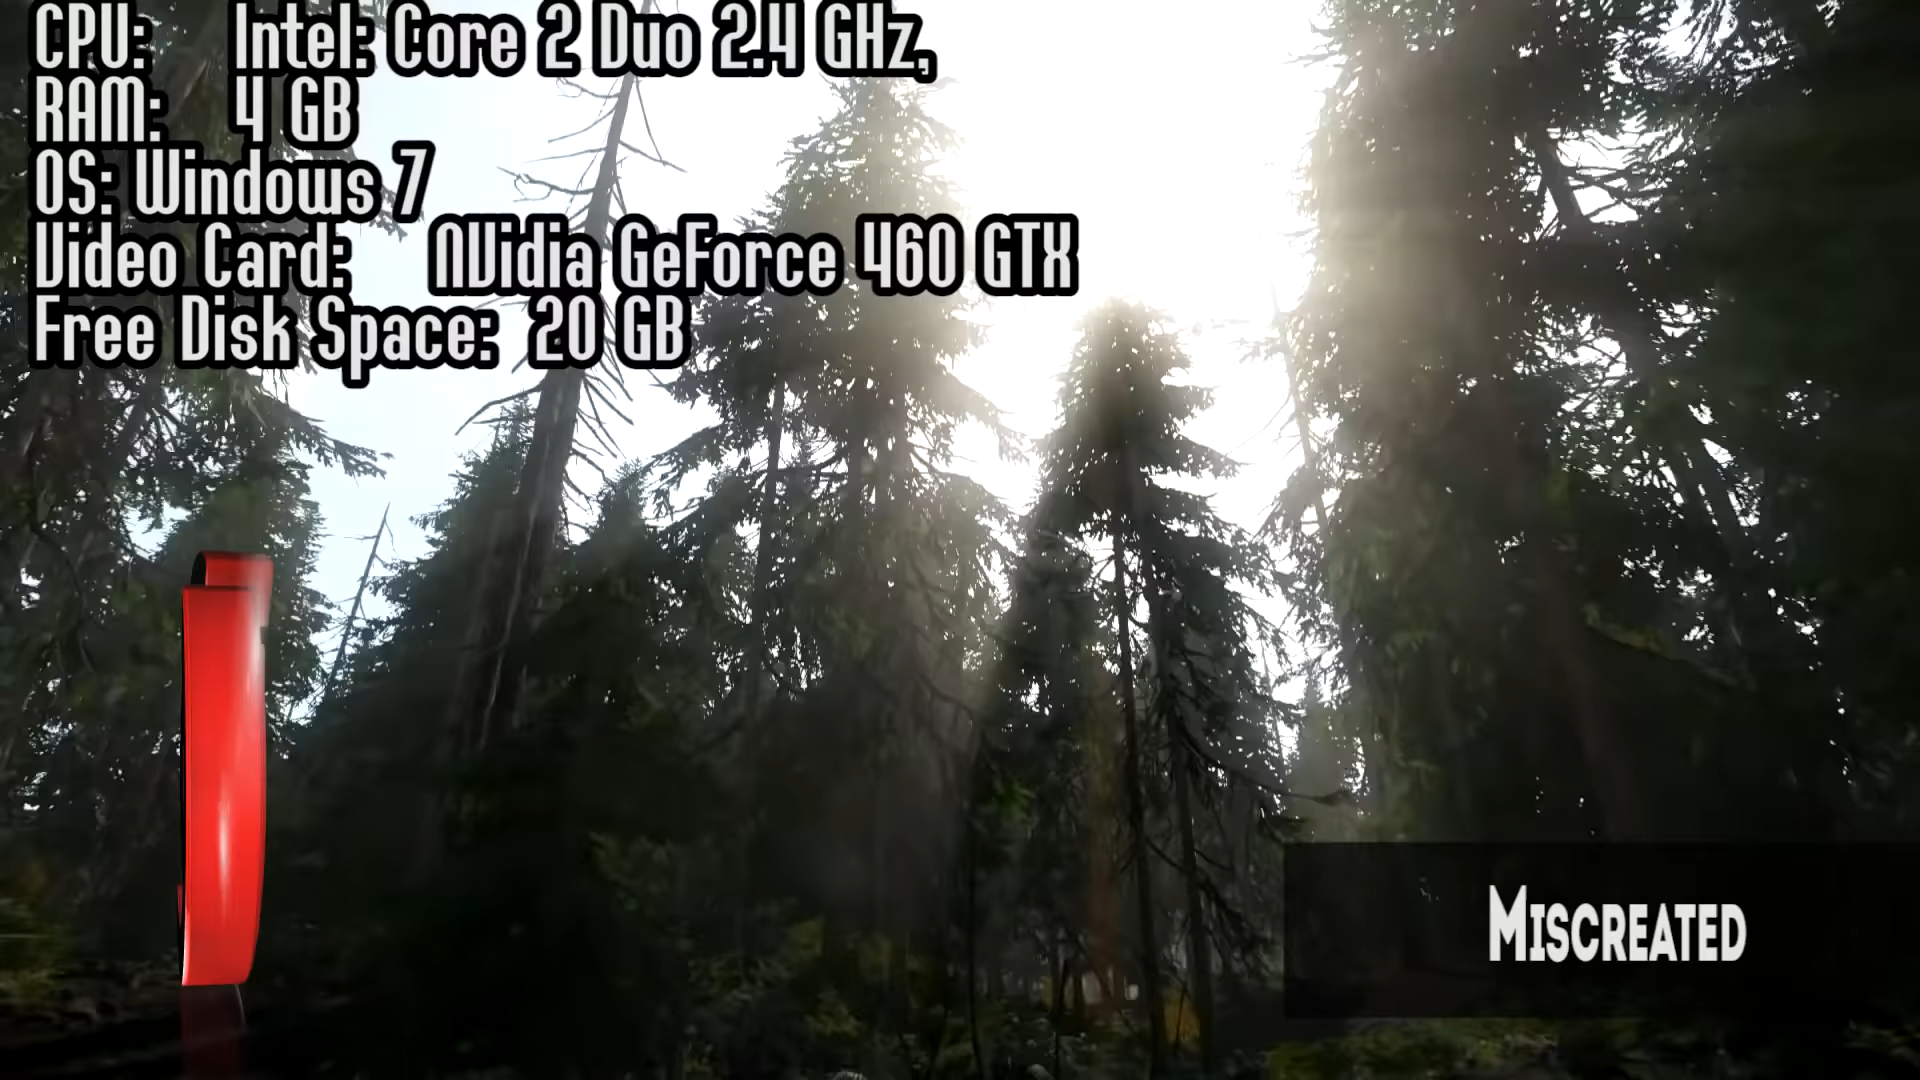 CPU: Intel: Core 2 Duo 2.4 GHz,
RAM: 4 GB
OS: Windows 7
Video Card: NVidia GeForce 460 GTX
Free Disk Space: 20 GB
Miscreated